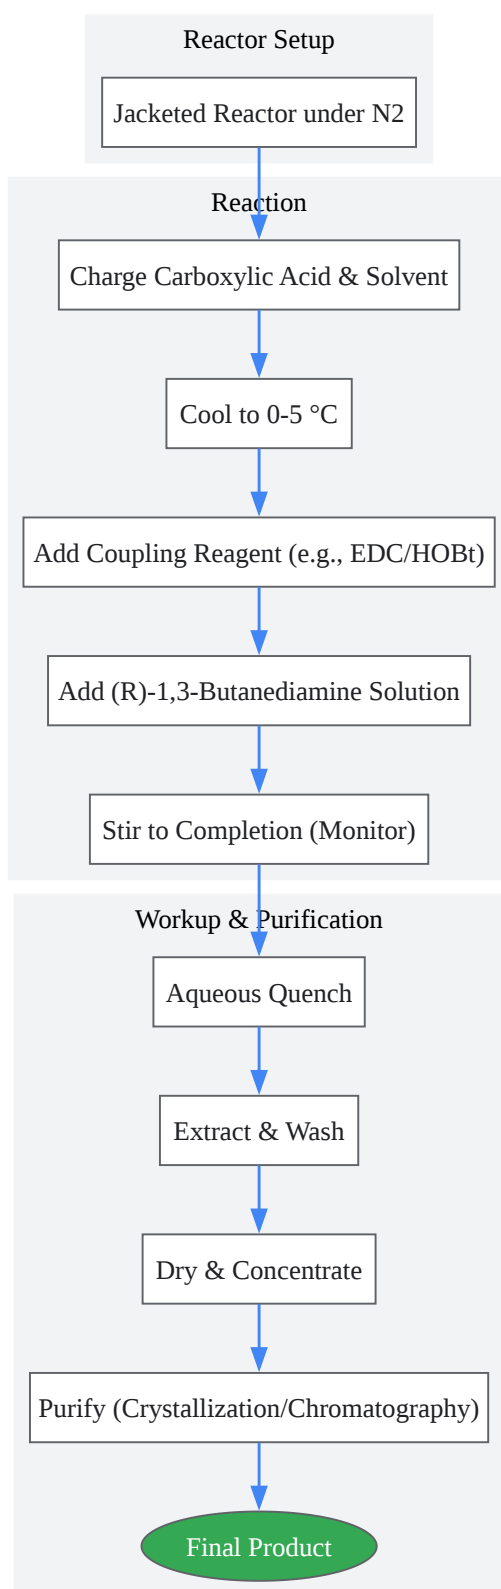 Reactor Setup
Jacketed Reactor under N2
Reaction
Charge Carboxylic Acid & Solvent
Cool to 0-5 °C
Add Coupling Reagent (e.g., EDC/HOBt)
Add (R)-1,3-Butanediamine Solution
Stir to Completion (Monitor)
Workup & Purification
Aqueous Quench
Extract & Wash
Dry & Concentrate
Purify (Crystallization/Chromatography)
Final Product